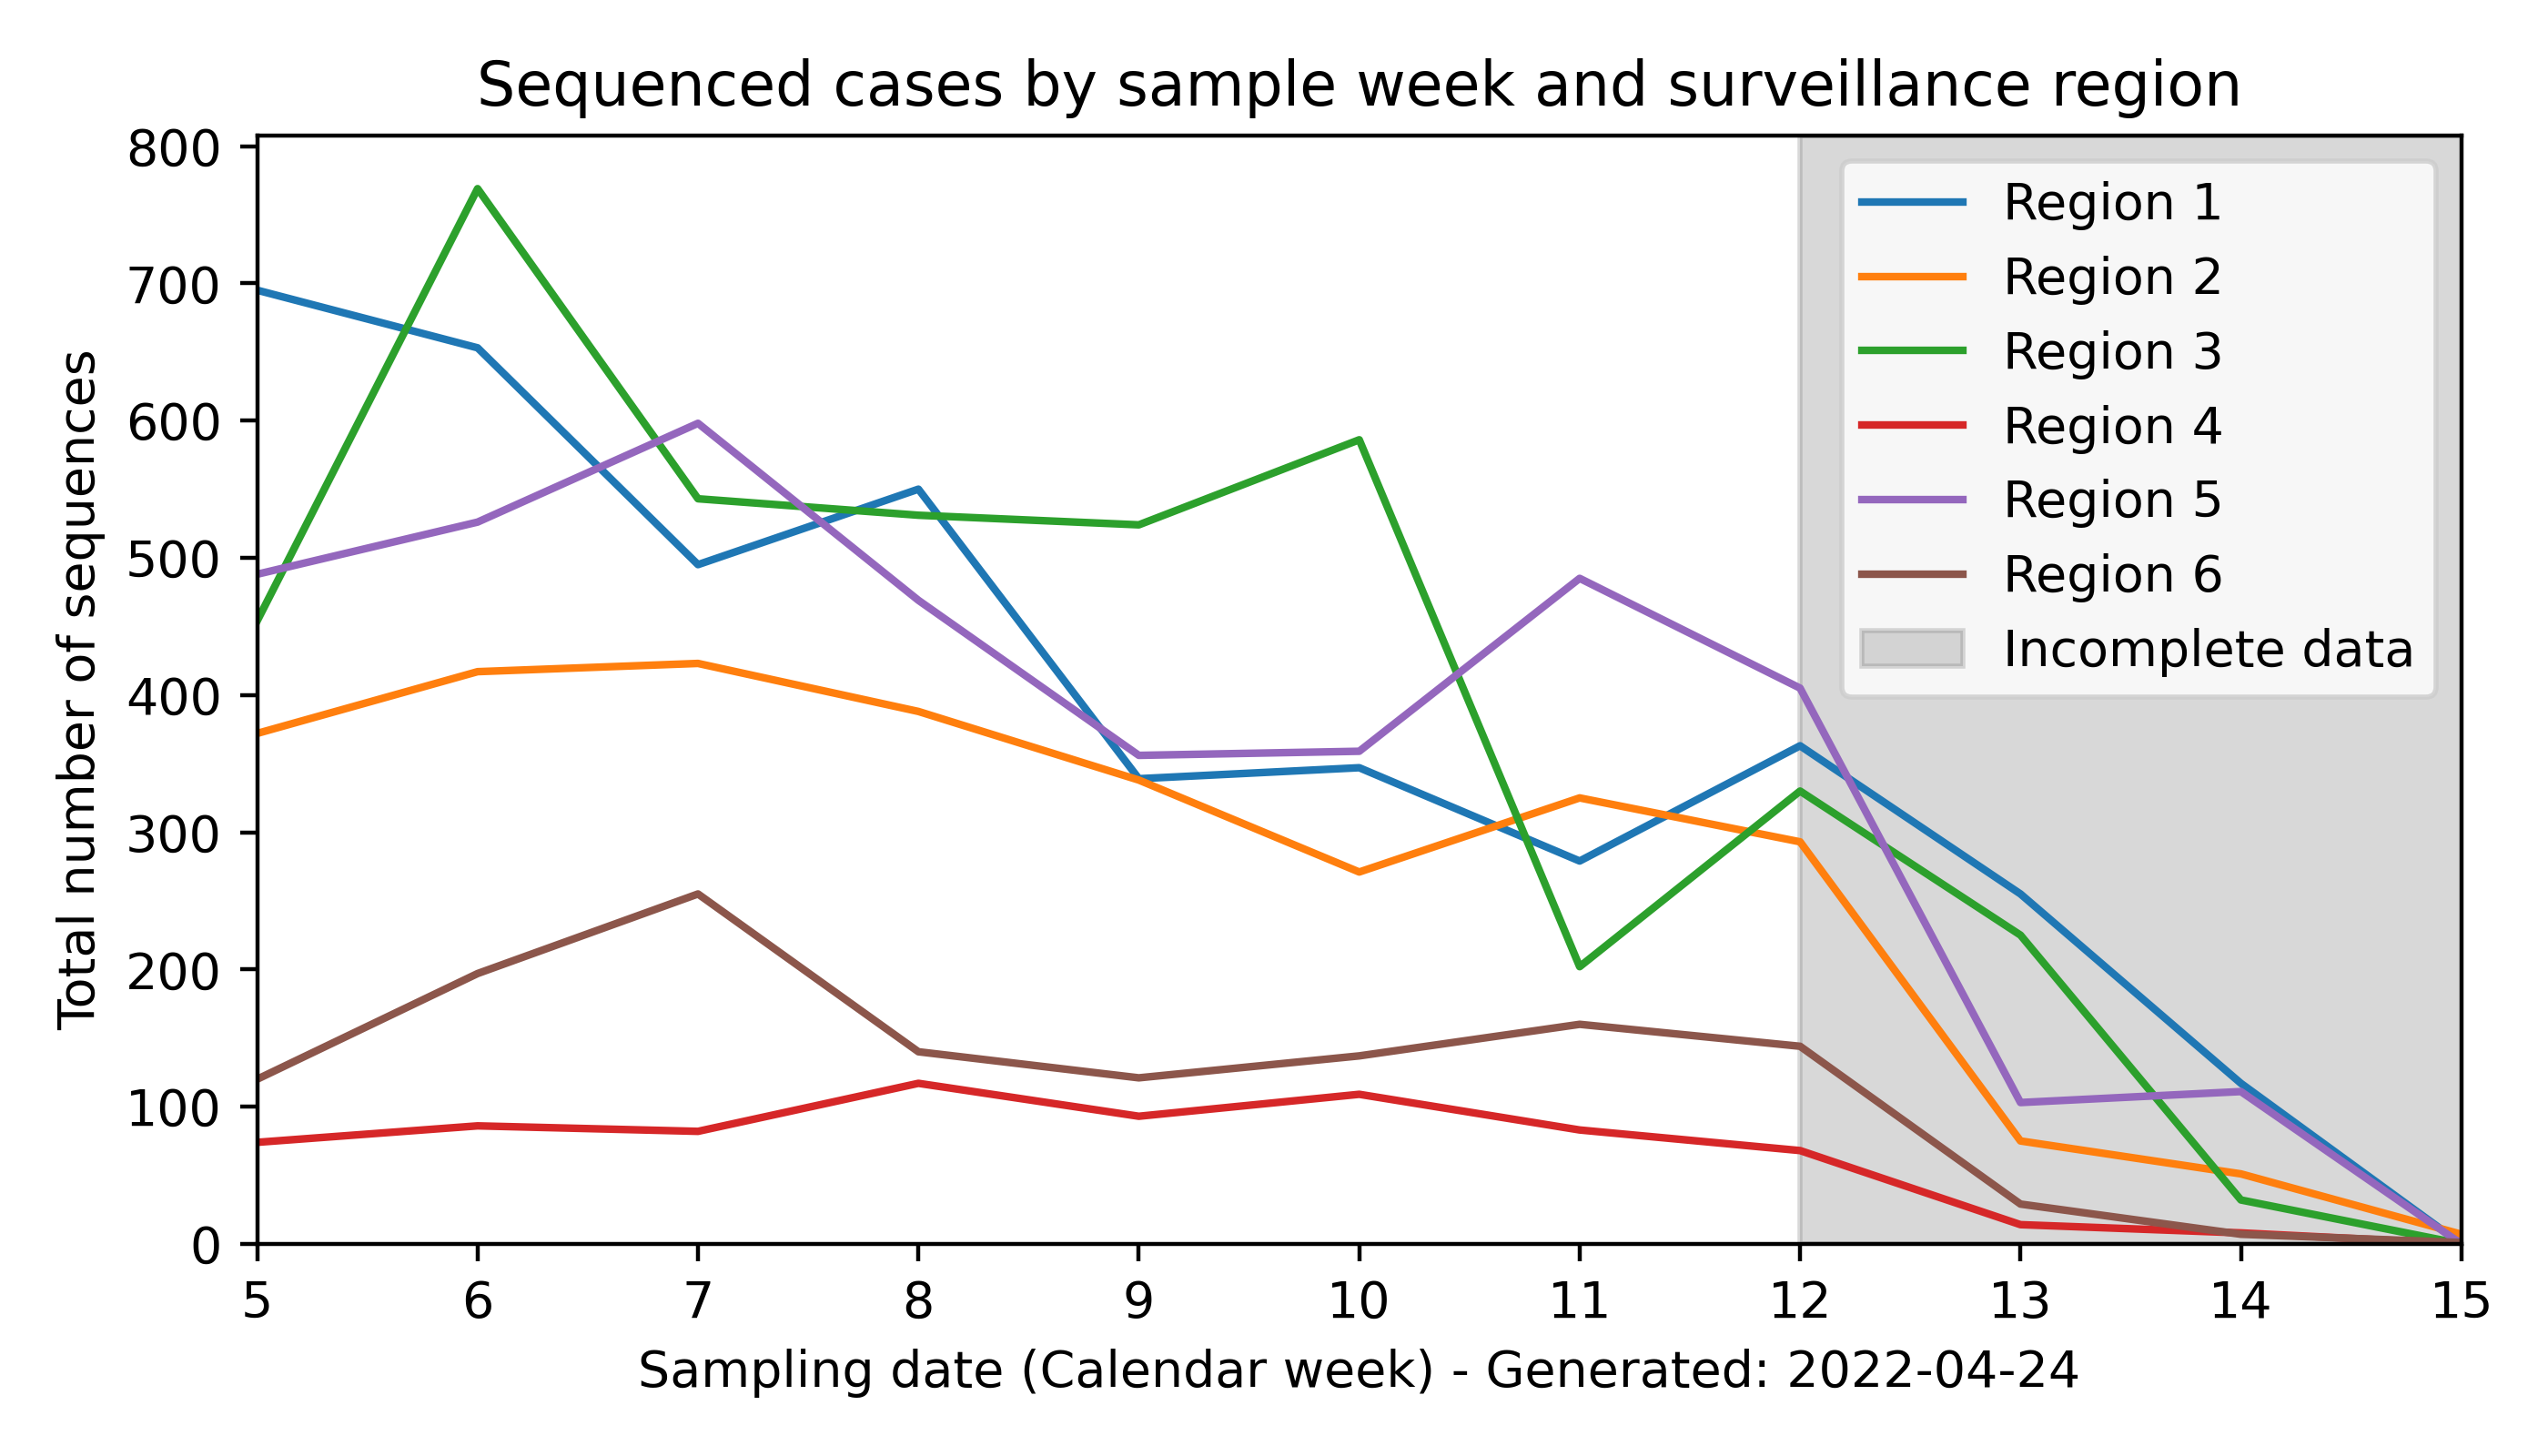 Sequenced cases by sample week and surveillance region
800
700
600
500
400
300
200
100
0
Total number of sequences
Region 1
Region 2
Region 3
Region 4
Region 5
Region 6
Incomplete data
5 6 7 8 9 10 11 12 13 14 15
Sampling date (Calendar week) - Generated: 2022-04-24